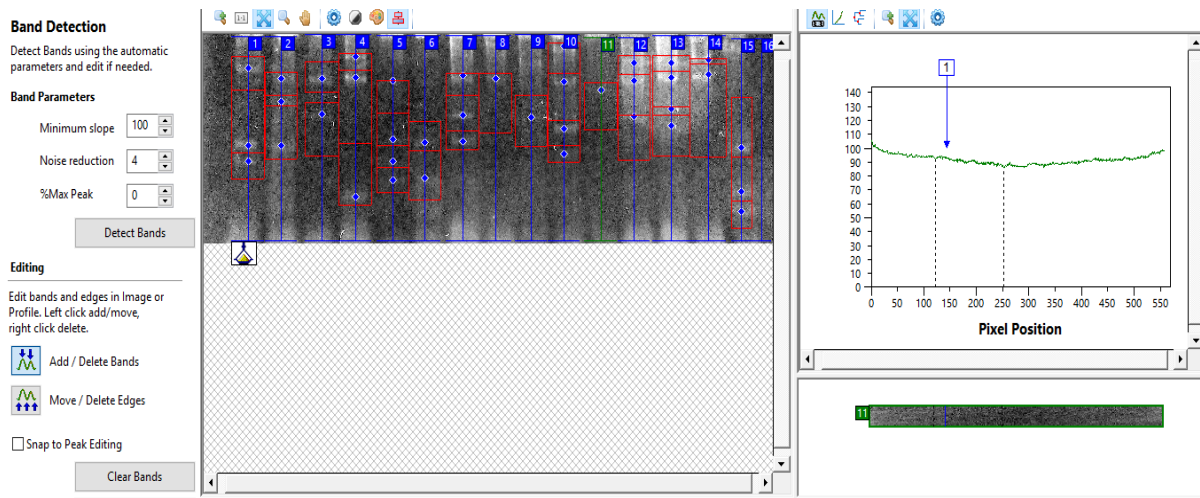 Band Detection
Detect Bands using the automatic
parameters and edit if needed.
Band Parameters
Minimum slope 100
Noise reduction 4
%Max Peak 0
Detect Bands
Editing
Edit bands and edges in Image or
Profile. Left click add/move,
right click delete.
Add / Delete Bands
Move / Delete Edges
Snap to Peak Editing
Clear Bands
1:1
1 2 3 4 5 6 7 8 9 10 11 12 13 14 15 16
1
140
130
120
110
100
90
80
70
60
50
40
30
20
10
0
0 50 100 150 200 250 300 350 400 450 500 550
Pixel Position
11